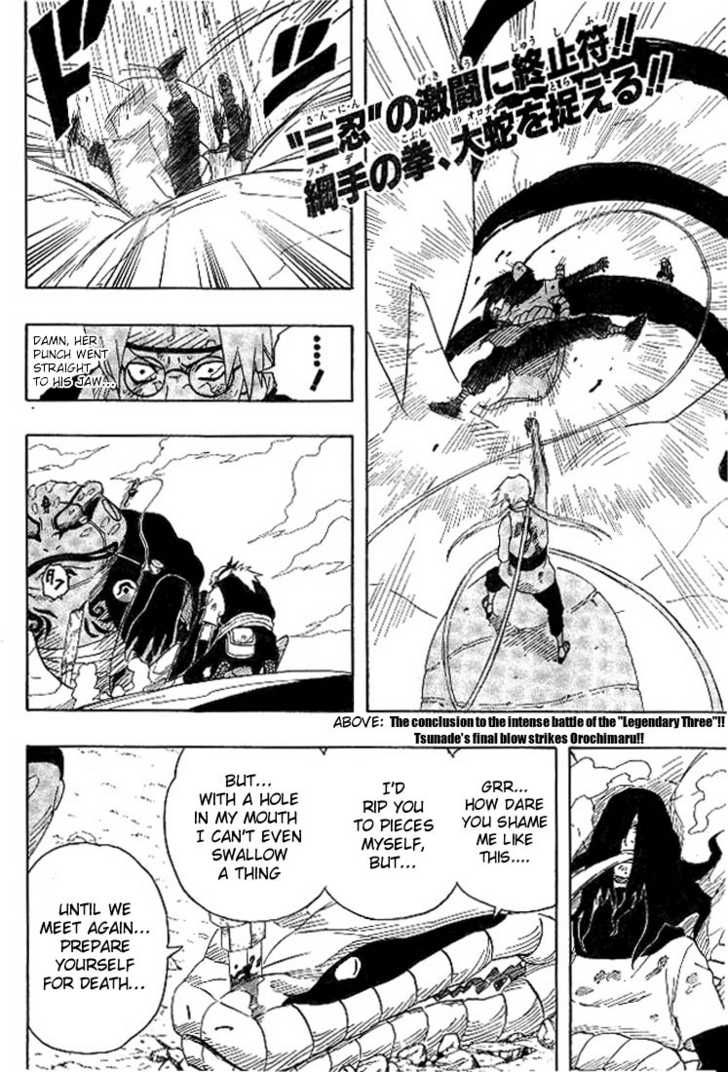 "三忍"の激闘に終止符!!
綱手の拳、大蛇を捉える!!
ドッ
DAMN, HER
PUNCH WENT
STRAIGHT
TO HIS JAW...
...!
ABOVE: The conclusion to the intense battle of the "Legendary Three"!!
Tsunade's final blow strikes Orochimaru!!
GRR...
HOW DARE
YOU SHAME
ME LIKE
THIS....
I'D
RIP YOU
TO PIECES
MYSELF,
BUT...
BUT...
WITH A HOLE
IN MY MOUTH
I CAN'T EVEN
SWALLOW
A THING
UNTIL WE
MEET AGAIN...
PREPARE
YOURSELF
FOR DEATH...